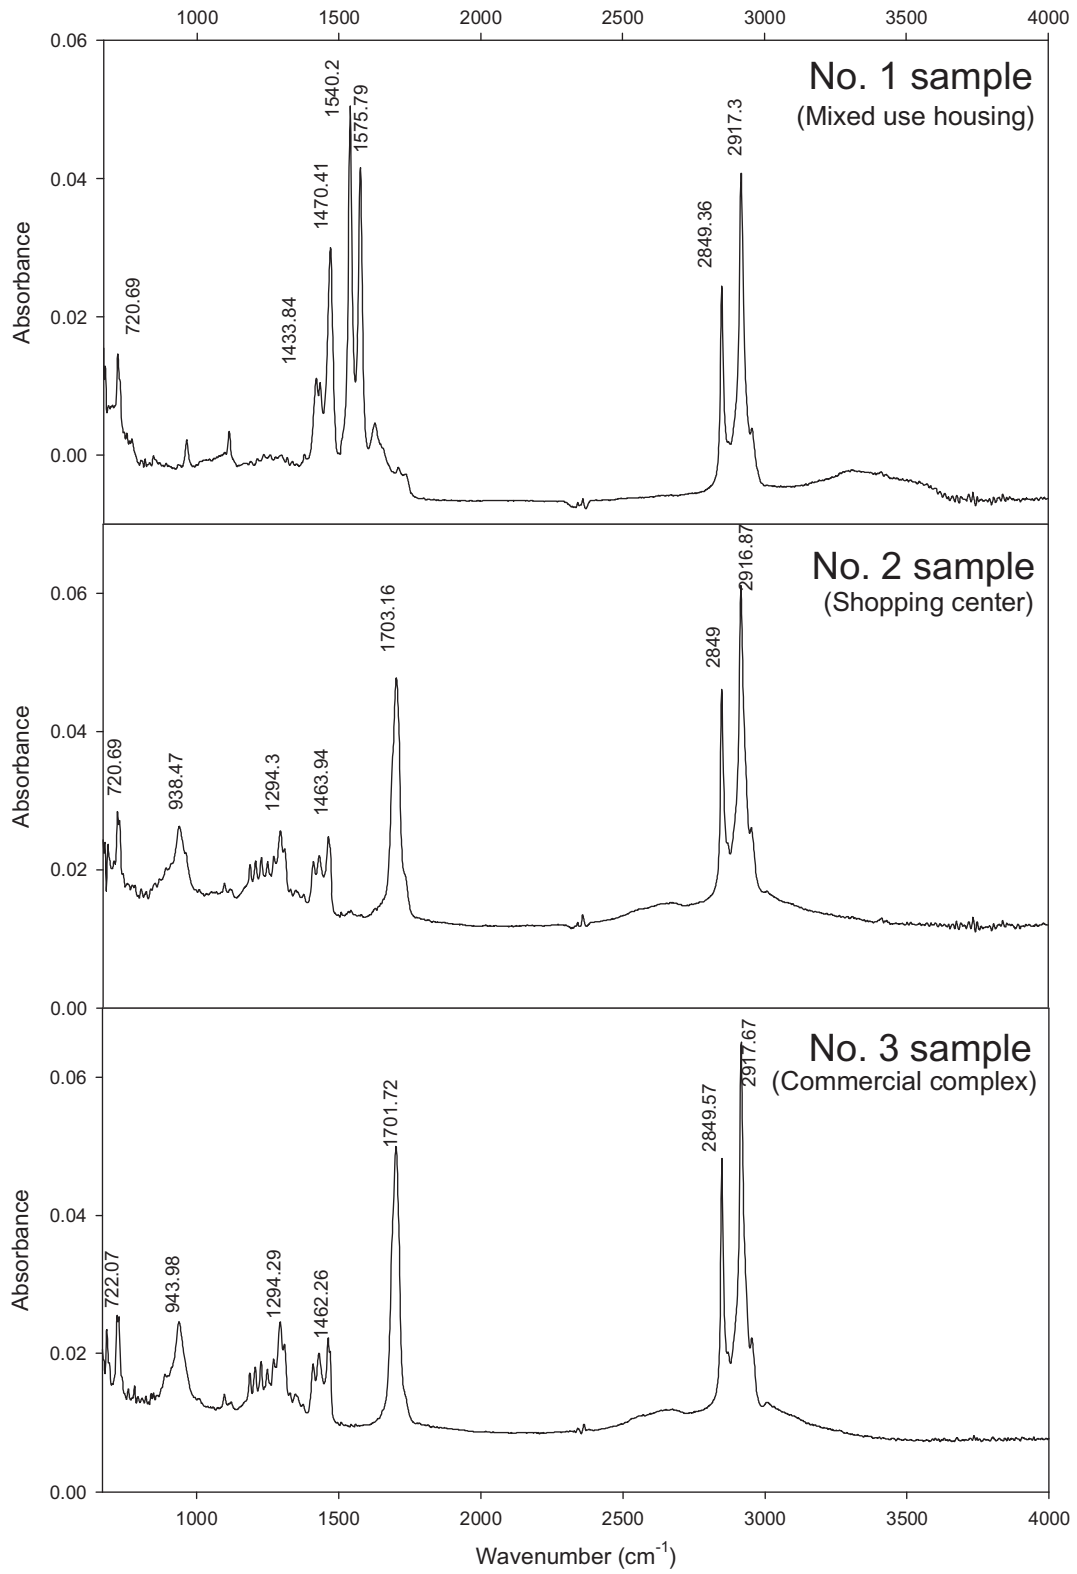 1000 1500 2000 2500 3000 3500 4000
0.06
0.04
0.02
0.00
Absorbance
No. 1 sample
(Mixed use housing)
720.69
1433.84
1470.41
1540.2
1575.79
2849.36
2917.3
0.06
0.04
0.02
0.00
Absorbance
No. 2 sample
(Shopping center)
720.69
938.47
1294.3
1463.94
1703.16
2849
2916.87
0.06
0.04
0.02
0.00
Absorbance
No. 3 sample
(Commercial complex)
722.07
943.98
1294.29
1462.26
1701.72
2849.57
2917.67
1000 1500 2000 2500 3000 3500 4000
Wavenumber (cm⁻¹)